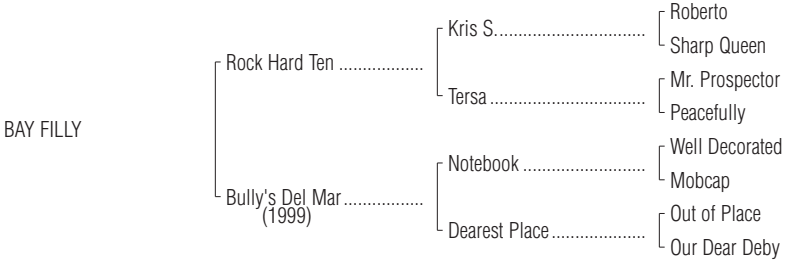 Roberto
Kris S..............................
Sharp Queen
Rock Hard Ten ..................
Mr. Prospector
Tersa ................................
Peacefully
BAY FILLY
Well Decorated
Notebook .........................
Mobcap
Bully's Del Mar .................
(1999)
Out of Place
Dearest Place ...................
Our Dear Deby